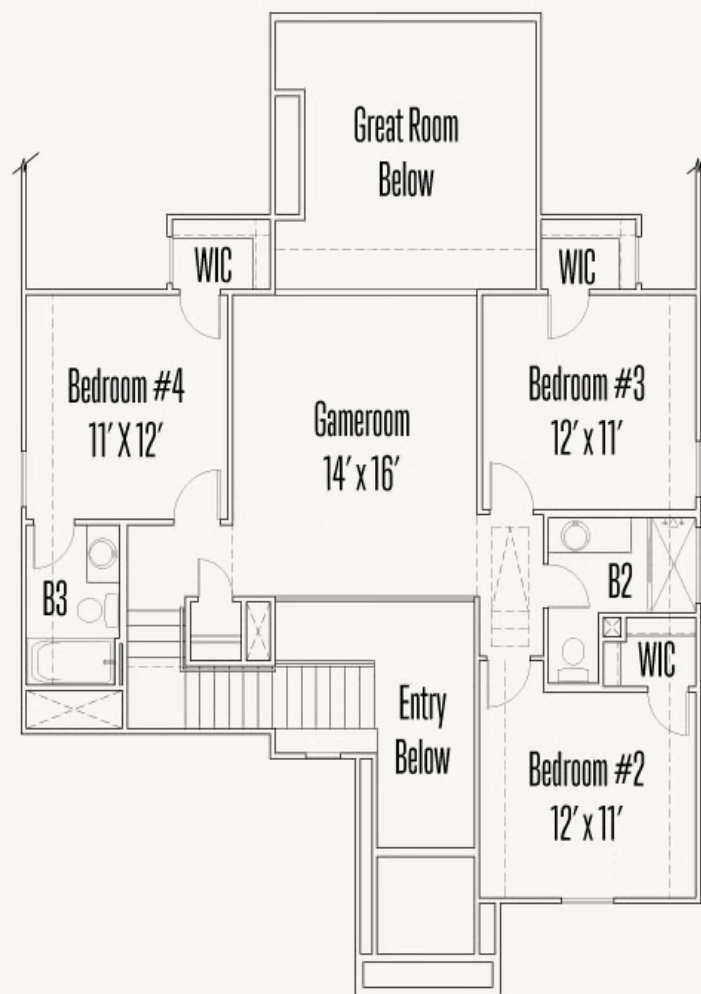 Great Room
Below
WIC
WIC
Bedroom #4
11' X 12'
Gameroom
14' x 16'
Bedroom #3
12' x 11'
B3
B2
WIC
Entry
Below
Bedroom #2
12' x 11'